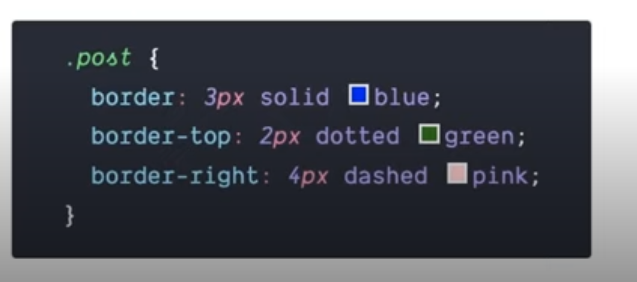 .post {
border: 3px solid blue;
border-top: 2px dotted green;
border-right: 4px dashed pink;
}